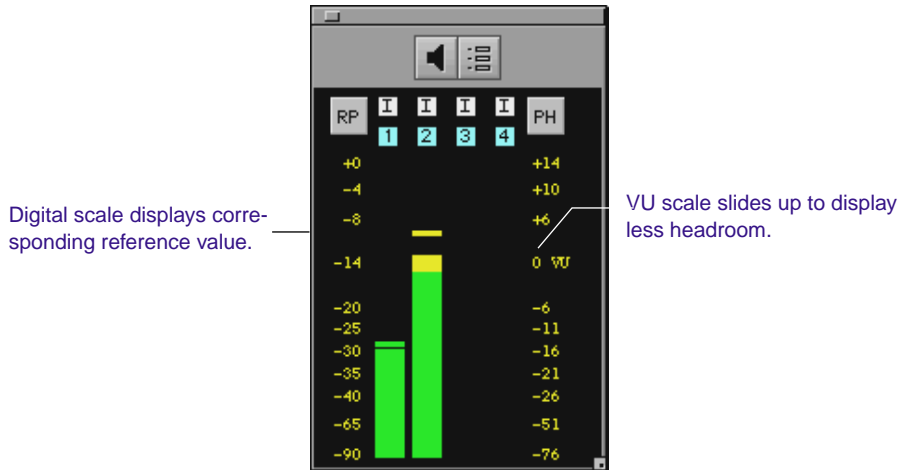 RP I I I I PH
1 2 3 4
+0 +14
-4 +10
-8 +6
-14 0 VU
-20 -6
-25 -11
-30 -16
-35 -21
-40 -26
-65 -51
-90 -76
Digital scale displays corre-
sponding reference value.
VU scale slides up to display
less headroom.